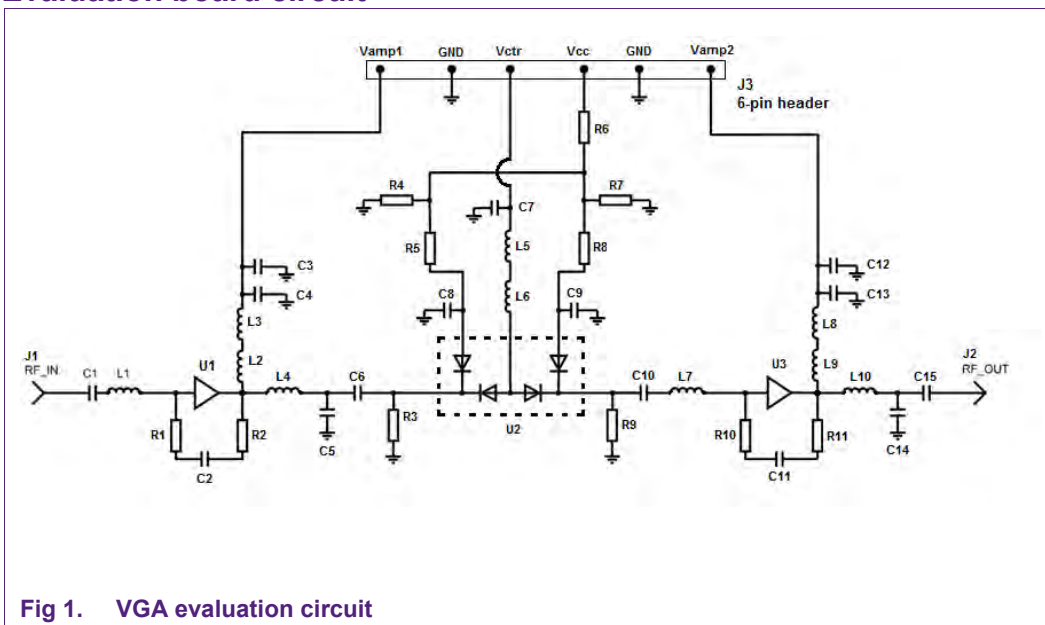 Evaluation board circuit
Vamp1 GND Vctr Vcc GND Vamp2
J3
6-pin header
R6
R4 R7
C7
R5 L5 R8
C3 C12
C4 C8 L6 C9 C13
L3 L8
J1 U1 L2 U3 L9 J2
RF_IN RF_OUT
C1 L1 L4 C6 C10 L7 L10 C15
R1 R2 R3 U2 R9 R10 R11
C5 C14
C2 C11
Fig 1. VGA evaluation circuit